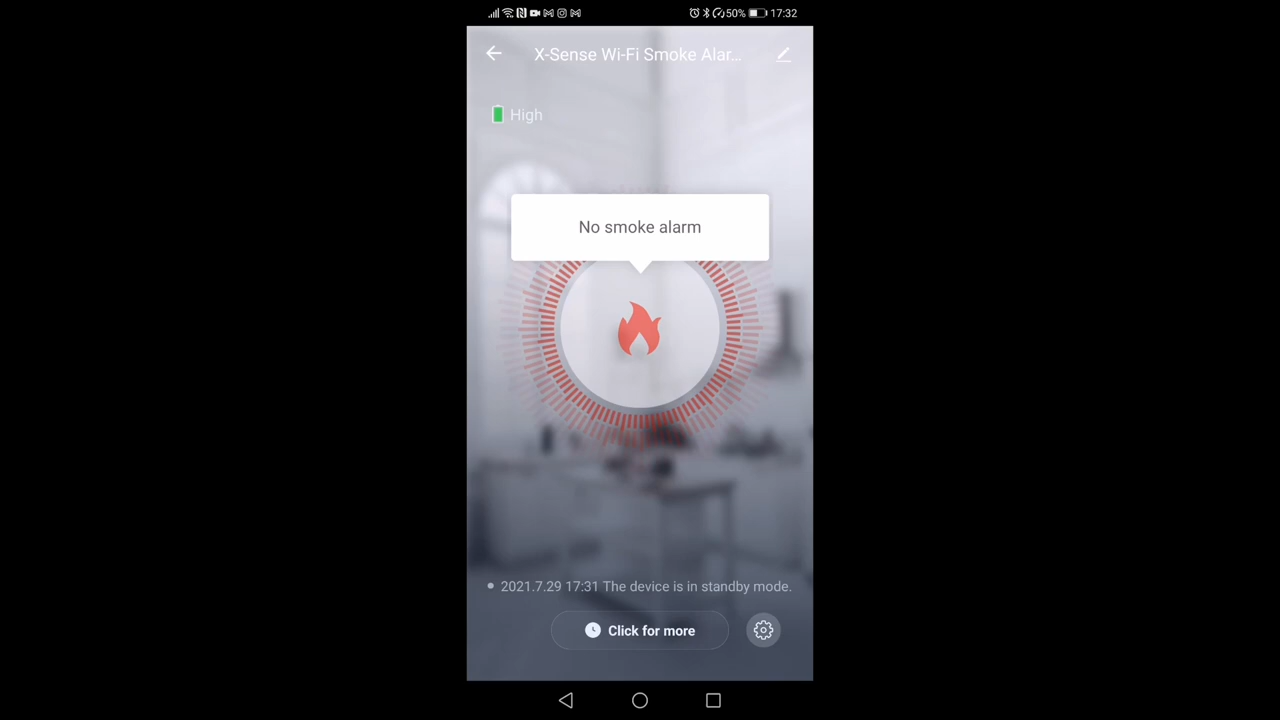 50% 17:32
X-Sense Wi-Fi Smoke Alar...
High
No smoke alarm
2021.7.29 17:31 The device is in standby mode.
Click for more